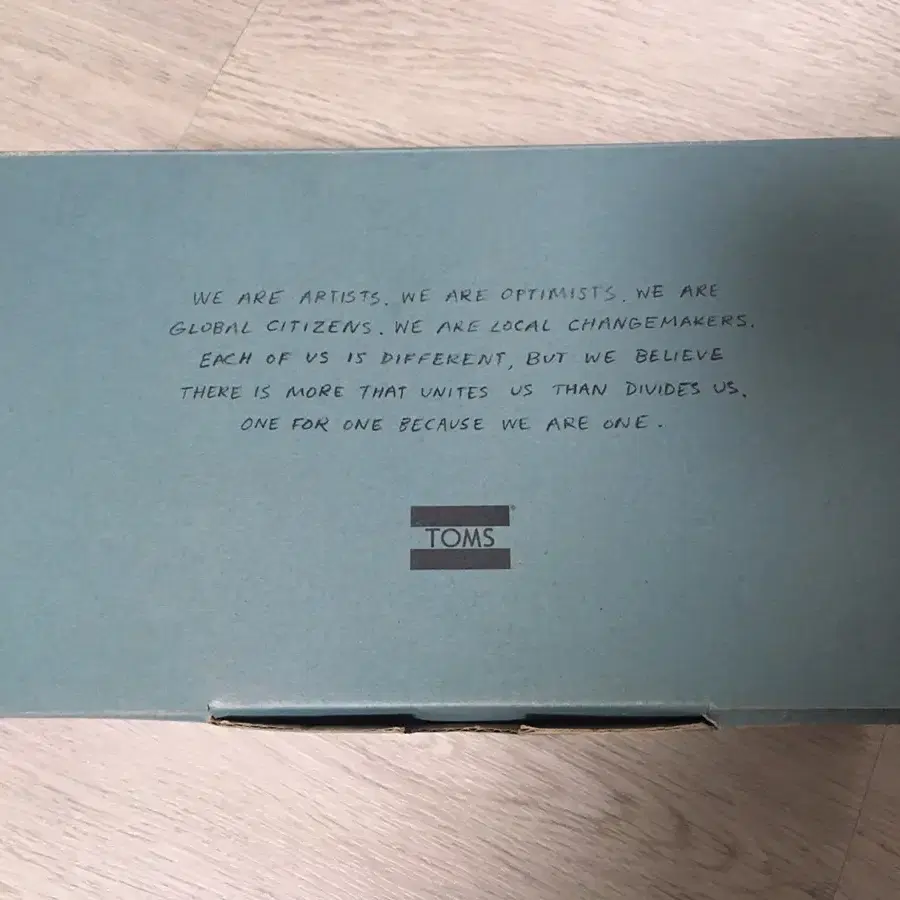 WE ARE ARTISTS. WE ARE OPTIMISTS. WE ARE
GLOBAL CITIZENS. WE ARE LOCAL CHANGEMAKERS.
EACH OF US IS DIFFERENT, BUT WE BELIEVE
THERE IS MORE THAT UNITES US THAN DIVIDES US.
ONE FOR ONE BECAUSE WE ARE ONE.
TOMS